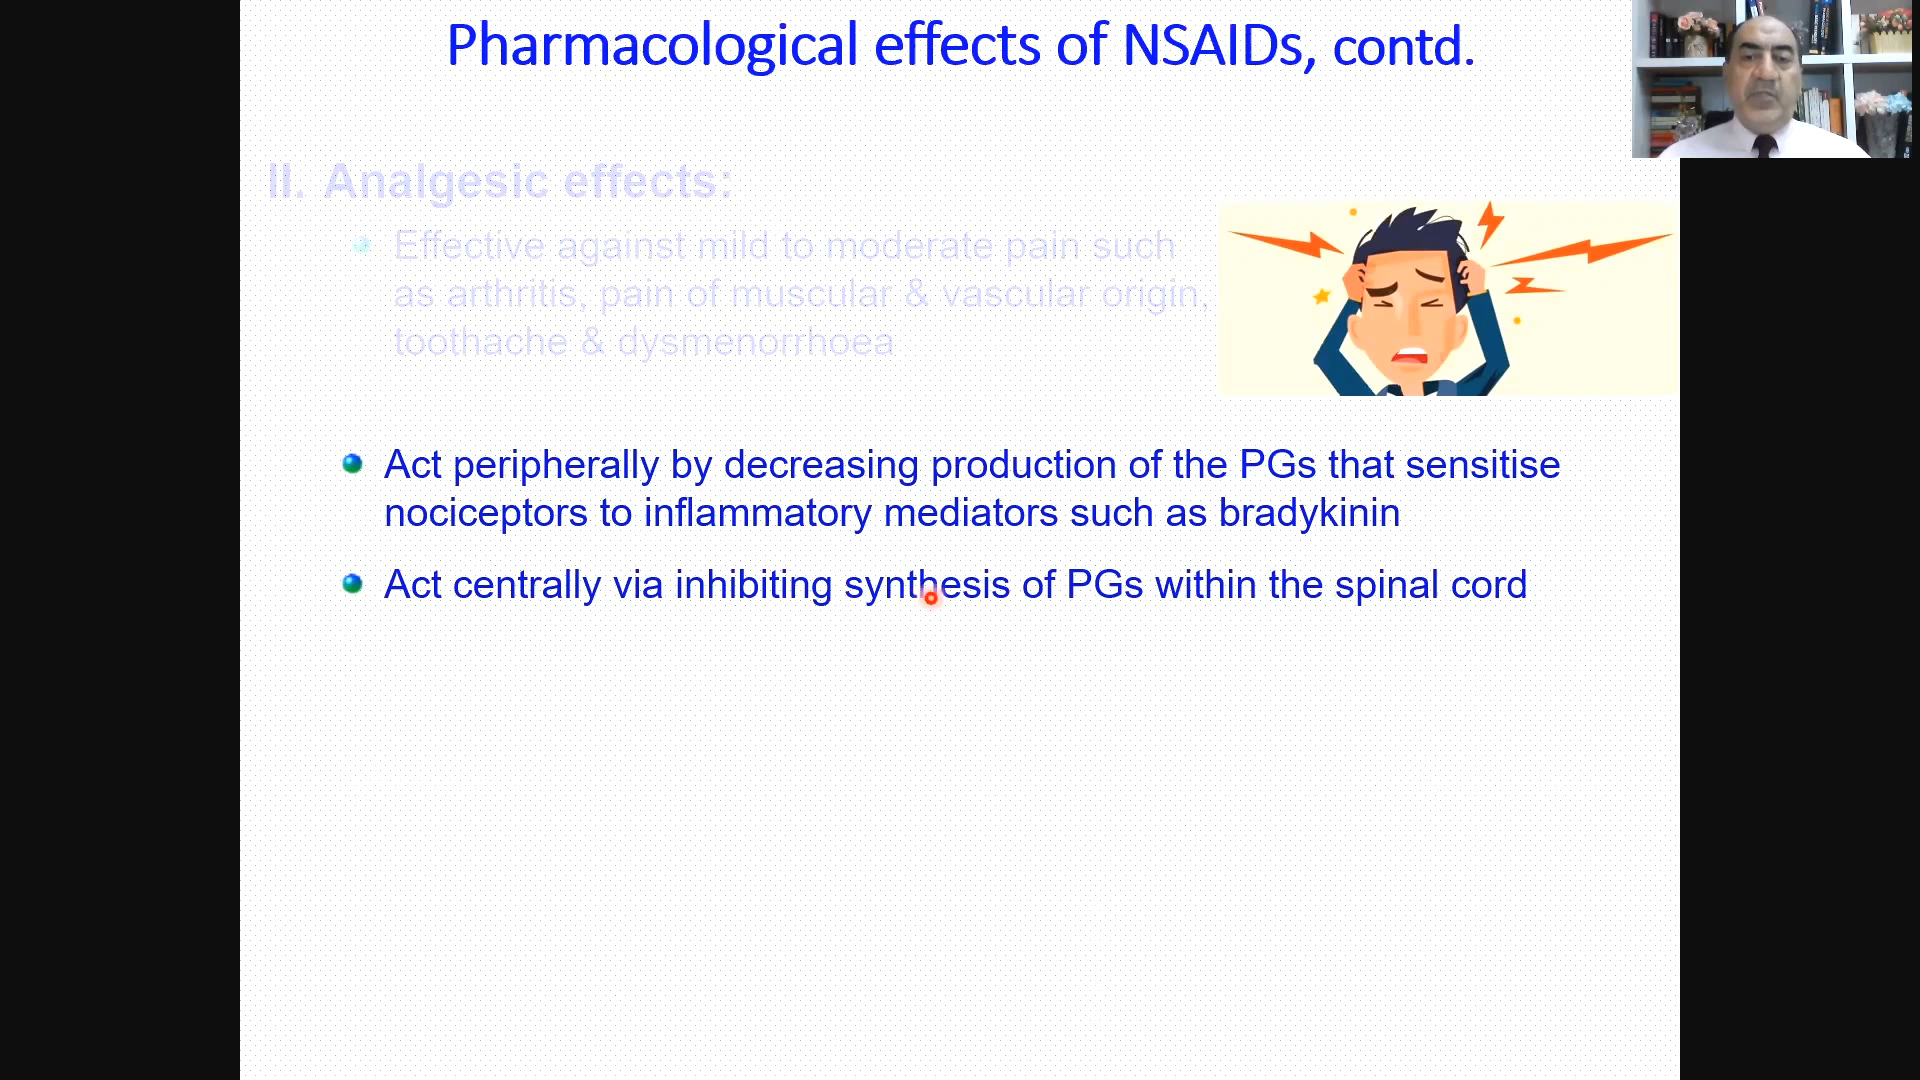 Pharmacological effects of NSAIDs, contd.
II. Analgesic effects:
Effective against mild to moderate pain such
as arthritis, pain of muscular & vascular origin,
toothache & dysmenorrhoea
Act peripherally by decreasing production of the PGs that sensitise
nociceptors to inflammatory mediators such as bradykinin
Act centrally via inhibiting synthesis of PGs within the spinal cord